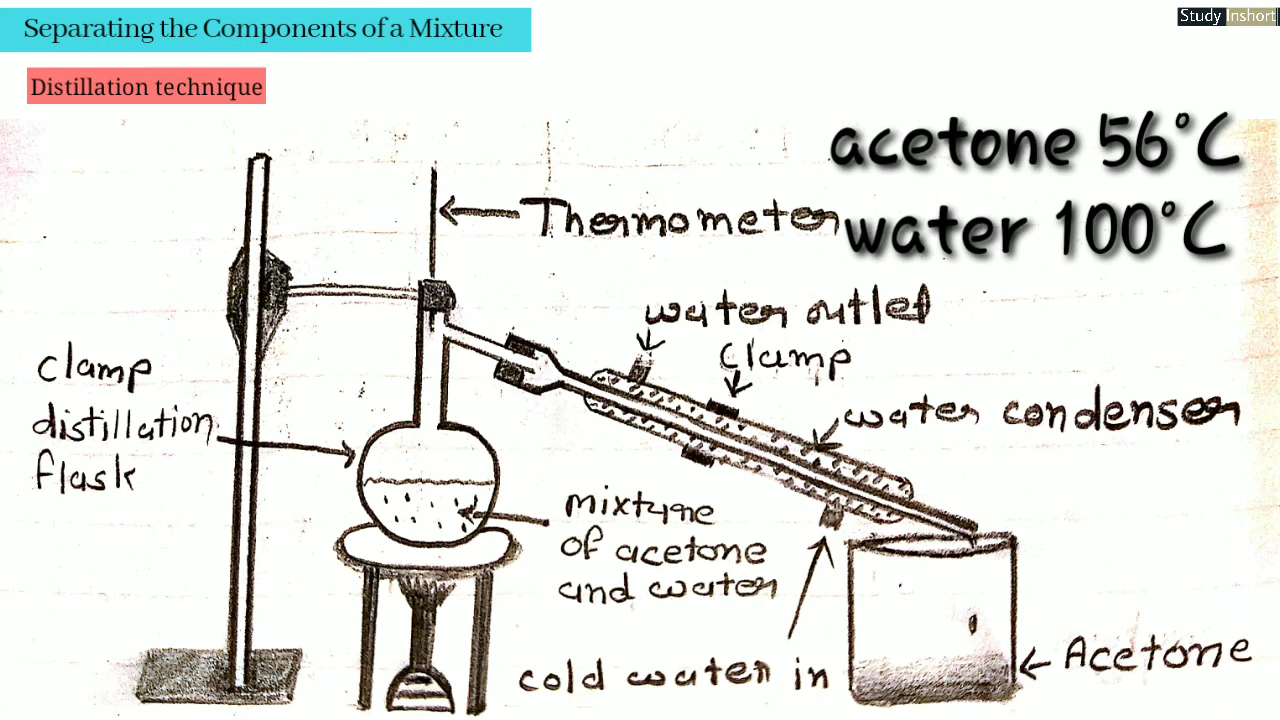 Separating the Components of a Mixture
Study Inshort
Distillation technique
acetone 56°C
water 100°C
Thermometer
water outlet
clamp
water condenser
clamp
distillation
flask
mixture
of acetone
and water
cold water in
Acetone